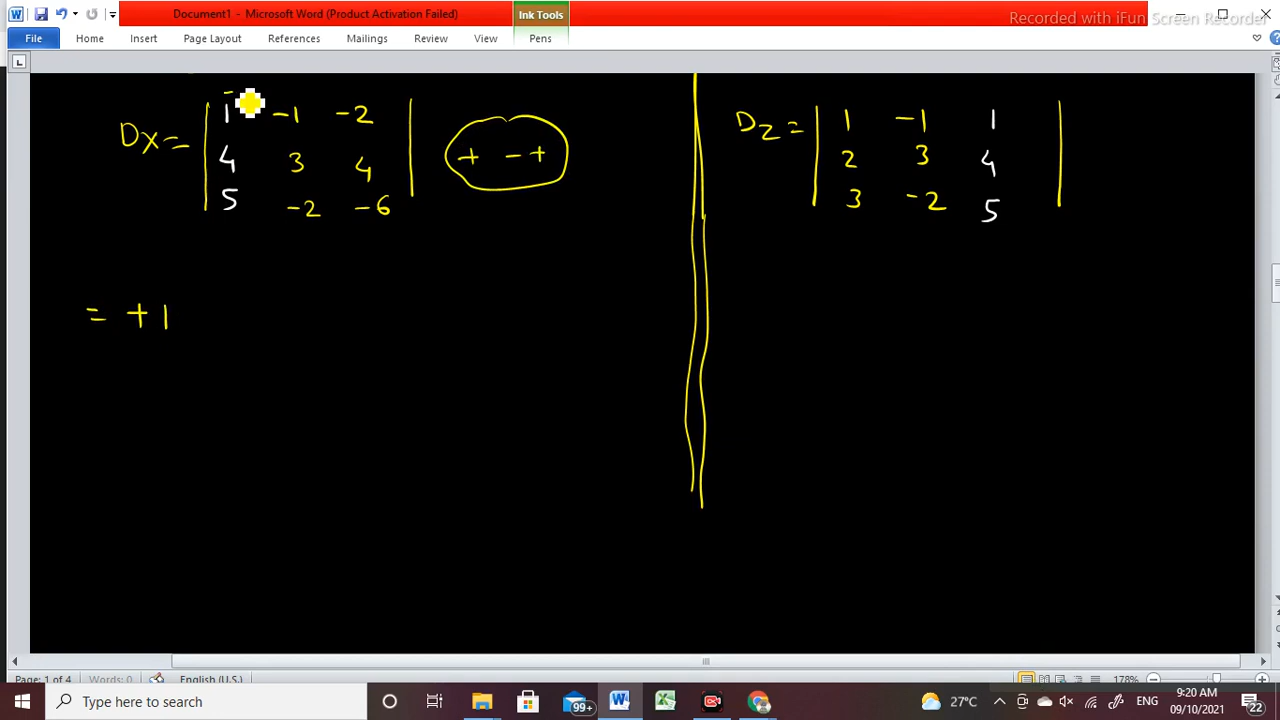 Document1 - Microsoft Word (Product Activation Failed)
Ink Tools
Recorded with iFun Screen Recorder
File Home Insert Page Layout References Mailings Review View Pens
Dx= | 1 -1 -2 | + - +
4 3 4
5 -2 -6
= +1
Dz= | 1 -1 1 |
2 3 4
3 -2 5
Page: 1 of 4 Words: 0 English (U.S.) 178%
Type here to search
99+
27°C
ENG
9:20 AM
09/10/2021
22